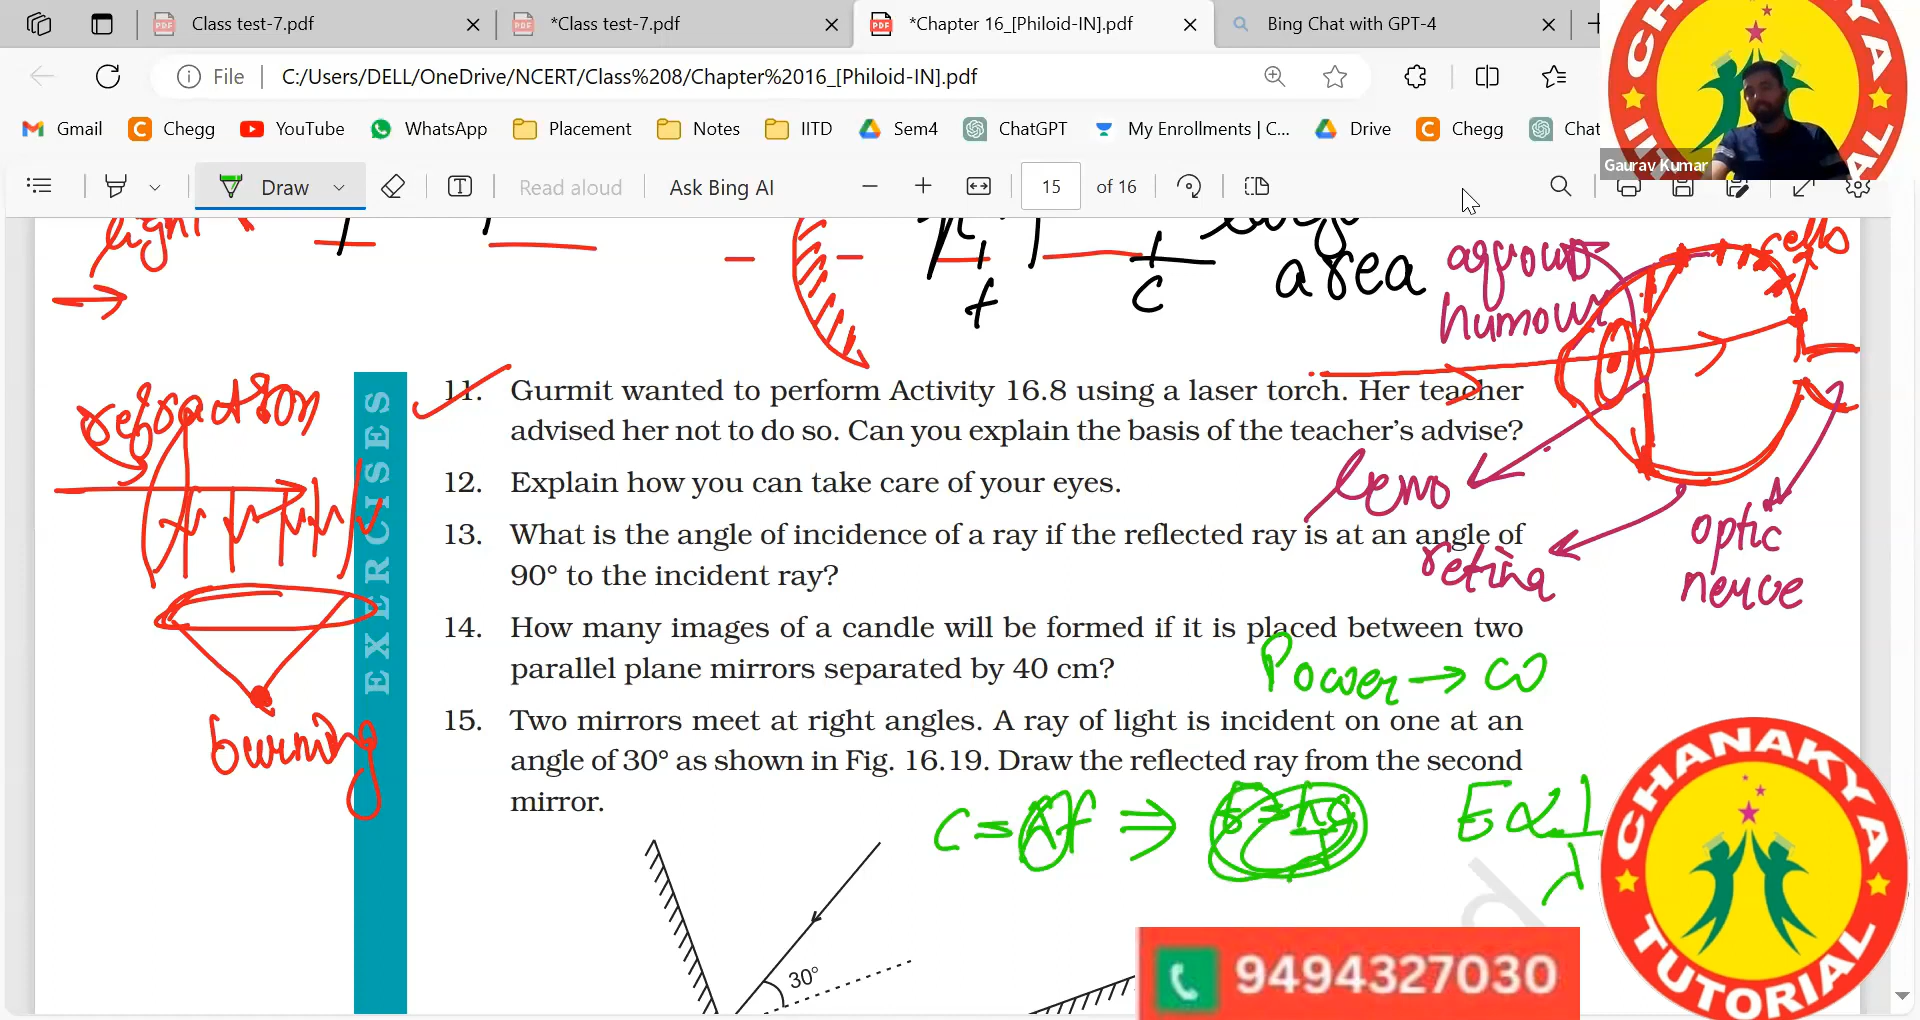 Class test-7.pdf
*Class test-7.pdf
*Chapter 16_[Philoid-IN].pdf
Bing Chat with GPT-4
File
C:/Users/DELL/OneDrive/NCERT/Class%208/Chapter%2016_[Philoid-IN].pdf
Gmail
Chegg
YouTube
WhatsApp
Placement
Notes
IITD
Sem4
ChatGPT
My Enrollments | C...
Drive
Chegg
Chat
Gaurav Kumar
Draw
Read aloud
Ask Bing AI
15
of 16
light
area
f
c
aqueous
humour
cells
refraction
EXERCISES
11. Gurmit wanted to perform Activity 16.8 using a laser torch. Her teacher
advised her not to do so. Can you explain the basis of the teacher's advise?
12. Explain how you can take care of your eyes.
lens
13. What is the angle of incidence of a ray if the reflected ray is at an angle of
90° to the incident ray?
retina
optic
nerve
14. How many images of a candle will be formed if it is placed between two
parallel plane mirrors separated by 40 cm?
Power →
burning
15. Two mirrors meet at right angles. A ray of light is incident on one at an
angle of 30° as shown in Fig. 16.19. Draw the reflected ray from the second
mirror.
c = λf ⇒
E ∝ 1/λ
30°
CHANAKYA
TUTORIAL
9494327030